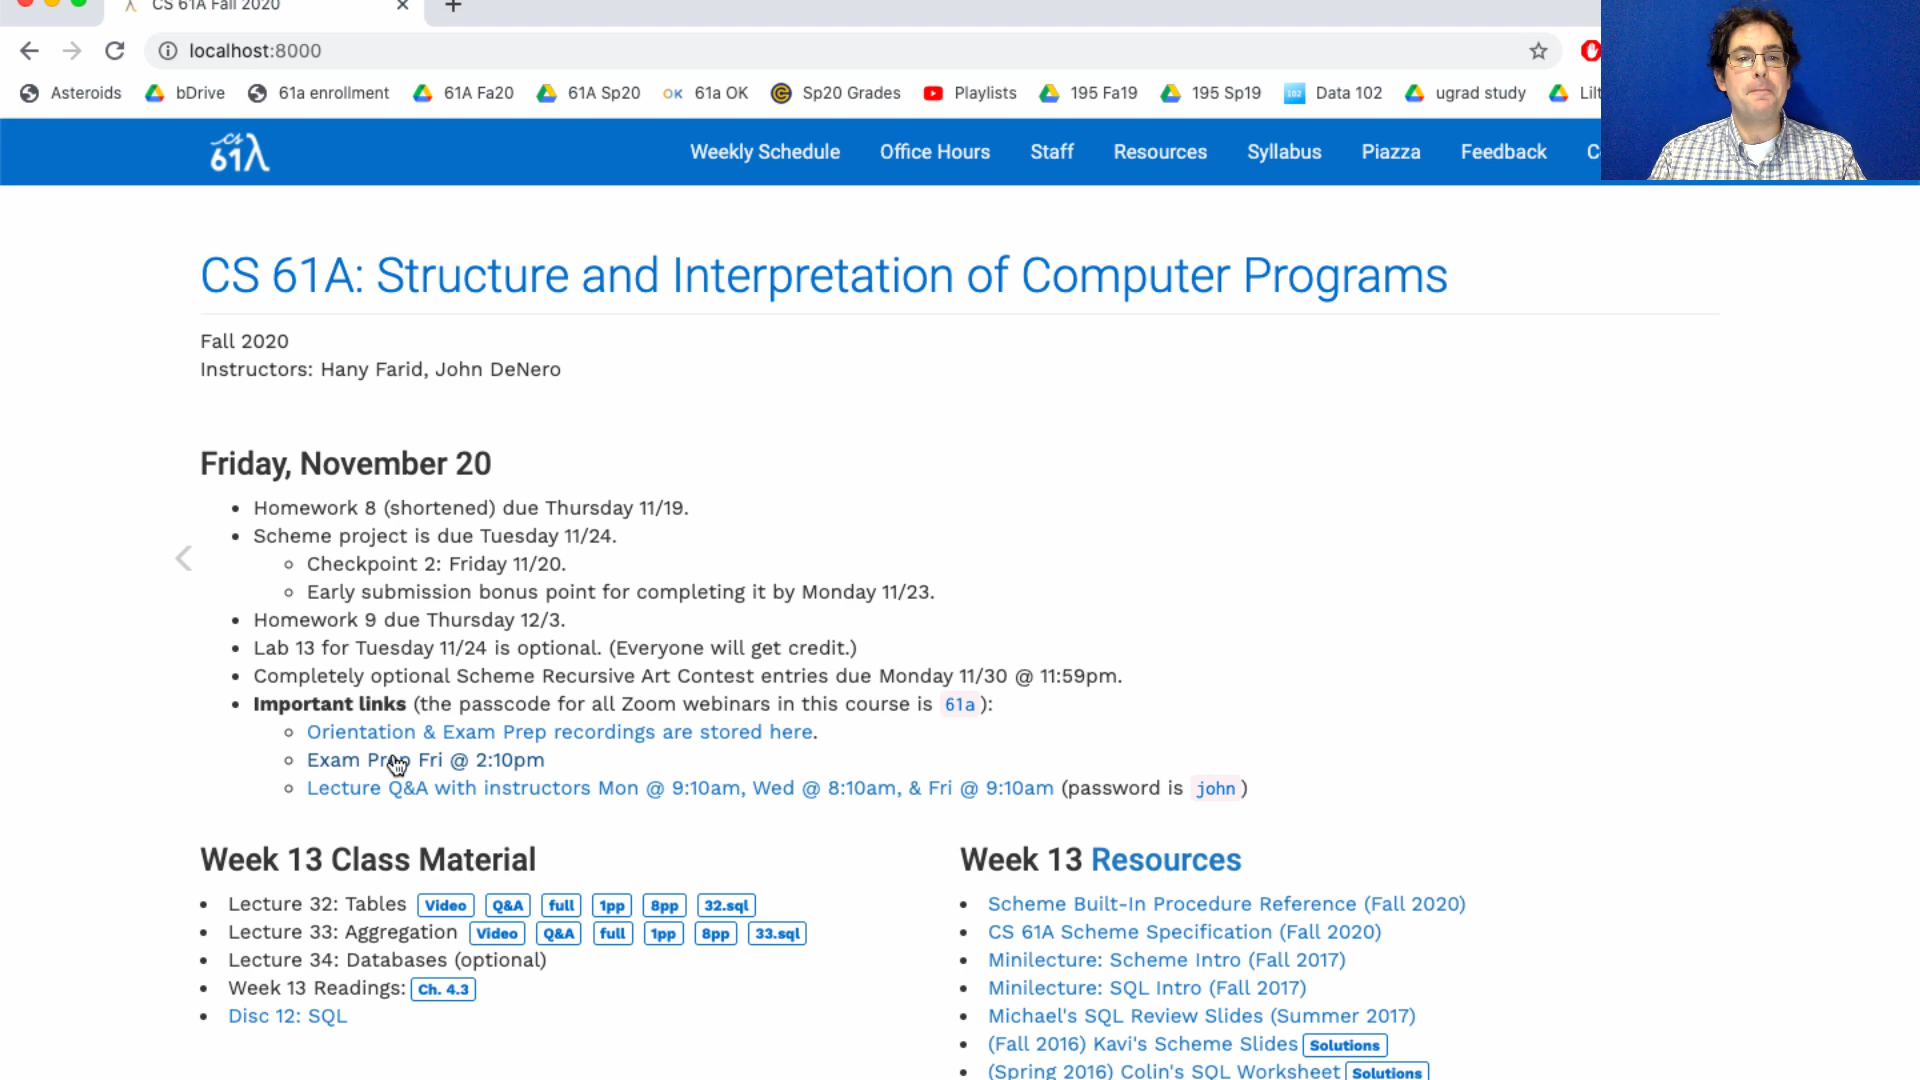 CS 61A Fall 2020
localhost:8000
Asteroids bDrive 61a enrollment 61A Fa20 61A Sp20 OK 61a OK Sp20 Grades Playlists 195 Fa19 195 Sp19 102 Data 102 ugrad study
cs 61λ Weekly Schedule Office Hours Staff Resources Syllabus Piazza Feedback C
CS 61A: Structure and Interpretation of Computer Programs
Fall 2020
Instructors: Hany Farid, John DeNero
Friday, November 20
Homework 8 (shortened) due Thursday 11/19.
Scheme project is due Tuesday 11/24.
Checkpoint 2: Friday 11/20.
Early submission bonus point for completing it by Monday 11/23.
Homework 9 due Thursday 12/3.
Lab 13 for Tuesday 11/24 is optional. (Everyone will get credit.)
Completely optional Scheme Recursive Art Contest entries due Monday 11/30 @ 11:59pm.
Important links (the passcode for all Zoom webinars in this course is 61a):
Orientation & Exam Prep recordings are stored here.
Exam Prep Fri @ 2:10pm
Lecture Q&A with instructors Mon @ 9:10am, Wed @ 8:10am, & Fri @ 9:10am (password is john)
Week 13 Class Material
Lecture 32: Tables Video Q&A full 1pp 8pp 32.sql
Lecture 33: Aggregation Video Q&A full 1pp 8pp 33.sql
Lecture 34: Databases (optional)
Week 13 Readings: Ch. 4.3
Disc 12: SQL
Week 13 Resources
Scheme Built-In Procedure Reference (Fall 2020)
CS 61A Scheme Specification (Fall 2020)
Minilecture: Scheme Intro (Fall 2017)
Minilecture: SQL Intro (Fall 2017)
Michael's SQL Review Slides (Summer 2017)
(Fall 2016) Kavi's Scheme Slides Solutions
(Spring 2016) Colin's SQL Worksheet Solutions